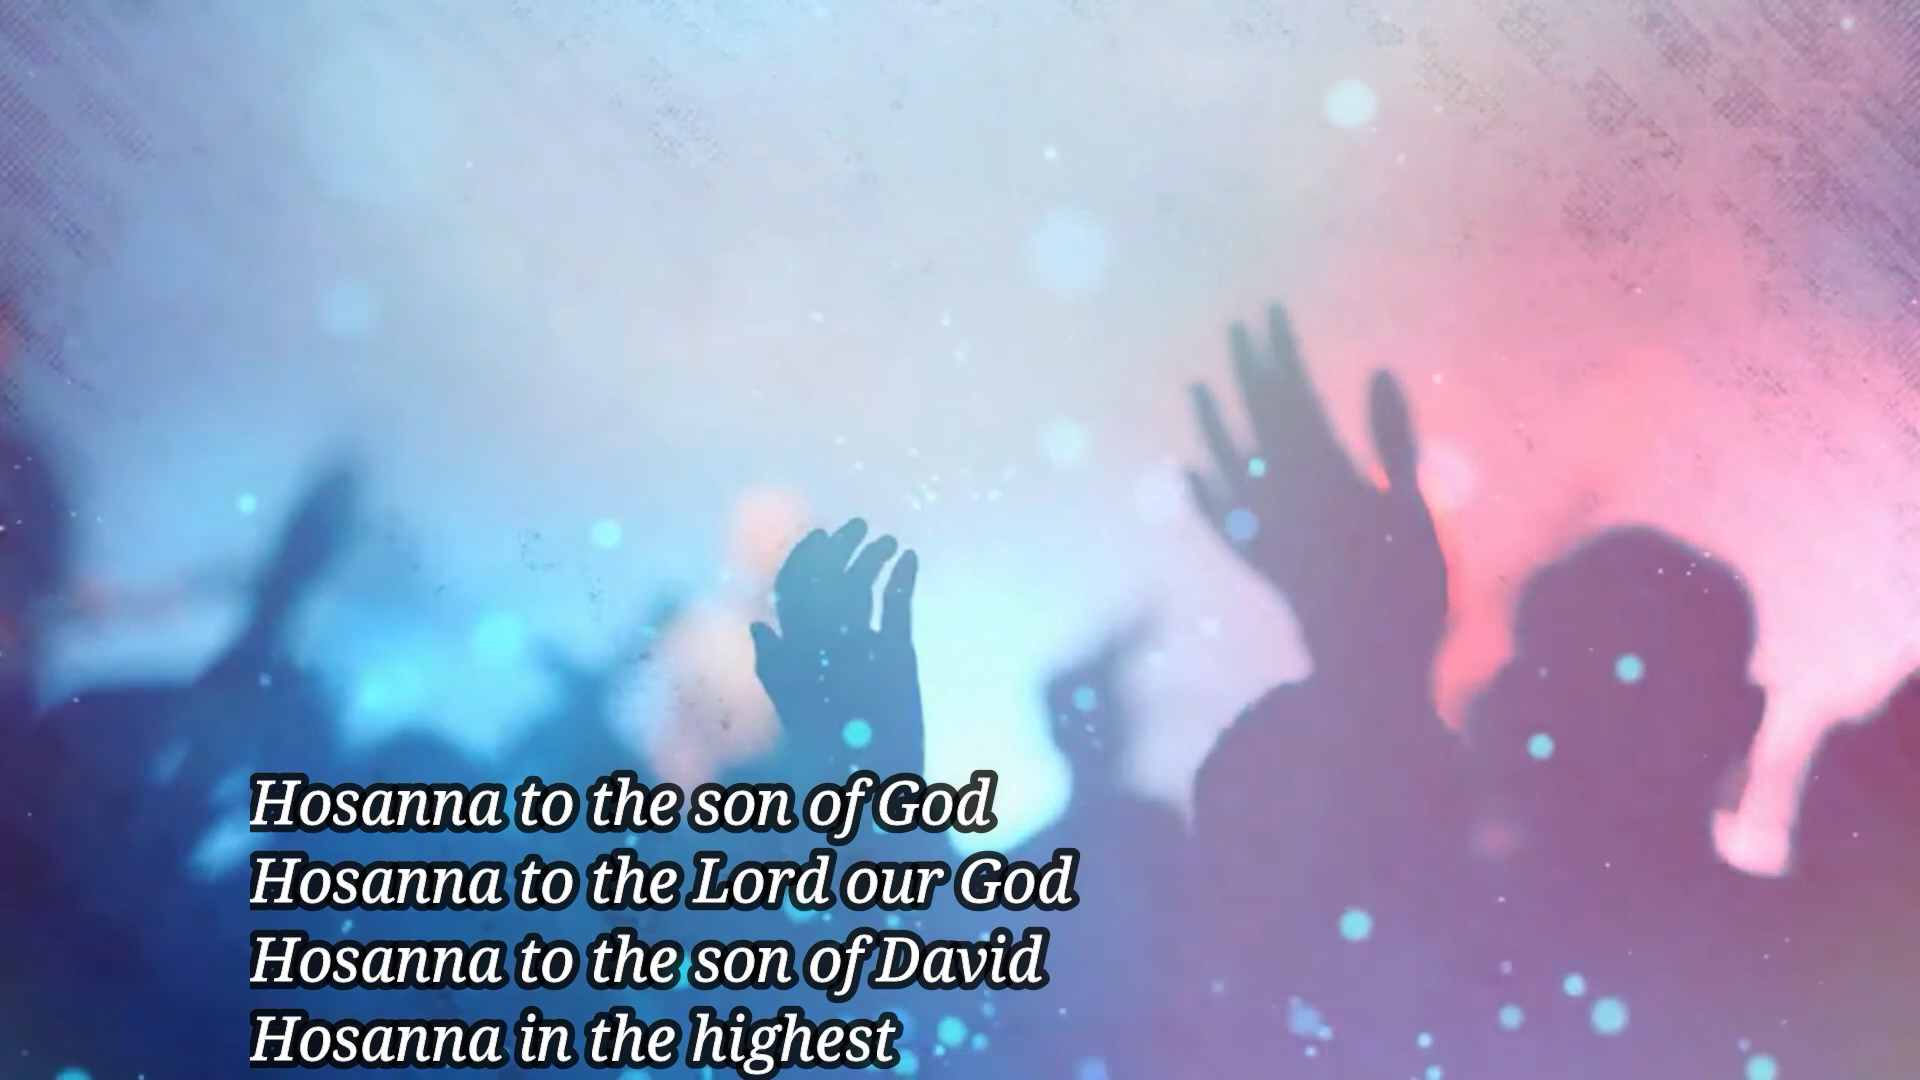 Hosanna to the son of God
Hosanna to the Lord our God
Hosanna to the son of David
Hosanna in the highest